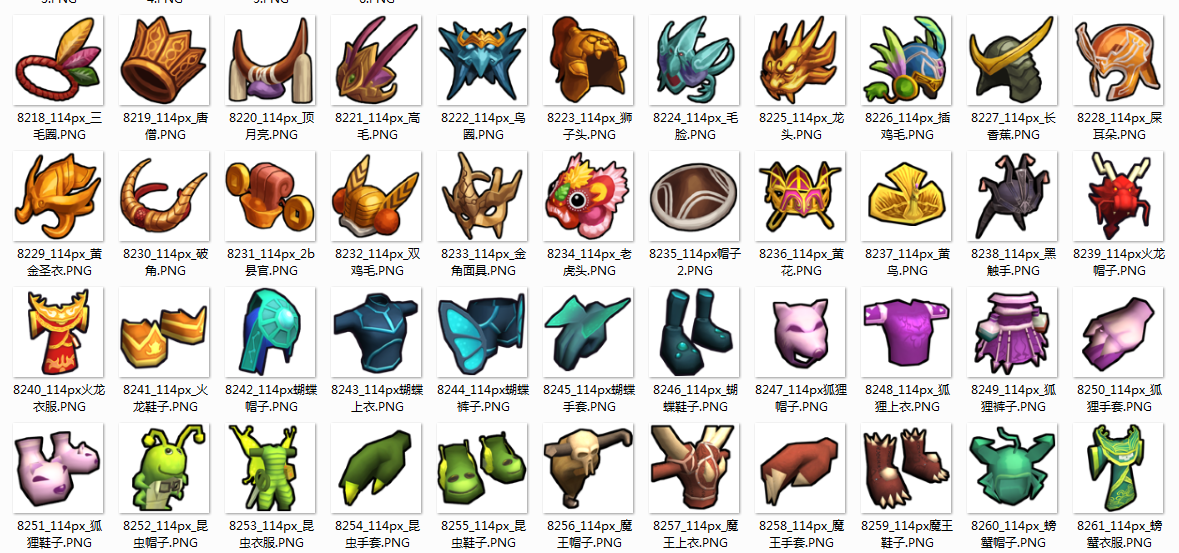 8218_114px_三 8219_114px_唐 8220_114px_顶 8221_114px_高 8222_114px_鸟 8223_114px_狮 8224_114px_毛 8225_114px_龙 8226_114px_插 8227_114px_长 8228_114px_屎
毛圈.PNG 僧.PNG 月亮.PNG 毛.PNG 圈.PNG 子头.PNG 脸.PNG 头.PNG 鸡毛.PNG 香蕉.PNG 耳朵.PNG
8229_114px_黄 8230_114px_破 8231_114px_2b 8232_114px_双 8233_114px_金 8234_114px_老 8235_114px帽子 8236_114px_黄 8237_114px_黄 8238_114px_黑 8239_114px火龙
金圣衣.PNG 角.PNG 县官.PNG 鸡毛.PNG 角面具.PNG 虎头.PNG 2.PNG 花.PNG 鸟.PNG 触手.PNG 帽子.PNG
8240_114px火龙 8241_114px_火 8242_114px蝴蝶 8243_114px蝴蝶 8244_114px蝴蝶 8245_114px蝴蝶 8246_114px_蝴 8247_114px狐狸 8248_114px_狐 8249_114px_狐 8250_114px_狐
衣服.PNG 龙鞋子.PNG 帽子.PNG 上衣.PNG 裤子.PNG 手套.PNG 蝶鞋子.PNG 帽子.PNG 狸上衣.PNG 狸裤子.PNG 狸手套.PNG
8251_114px_狐 8252_114px_昆 8253_114px_昆 8254_114px_昆 8255_114px_昆 8256_114px_魔 8257_114px_魔 8258_114px_魔 8259_114px魔王 8260_114px_螃 8261_114px_螃
狸鞋子.PNG 虫帽子.PNG 虫衣服.PNG 虫手套.PNG 虫鞋子.PNG 王帽子.PNG 王上衣.PNG 王手套.PNG 鞋子.PNG 蟹帽子.PNG 蟹衣服.PNG